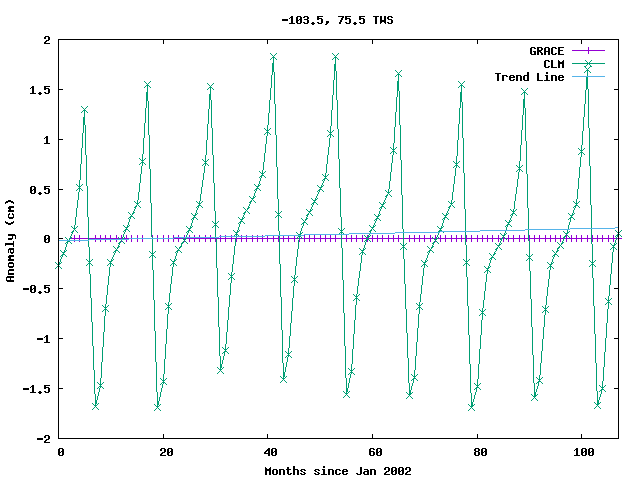 -103.5, 75.5 TWS
GRACE
CLM
Trend Line
2
1.5
1
0.5
0
-0.5
-1
-1.5
-2
Anomaly (cm)
0 20 40 60 80 100
Months since Jan 2002